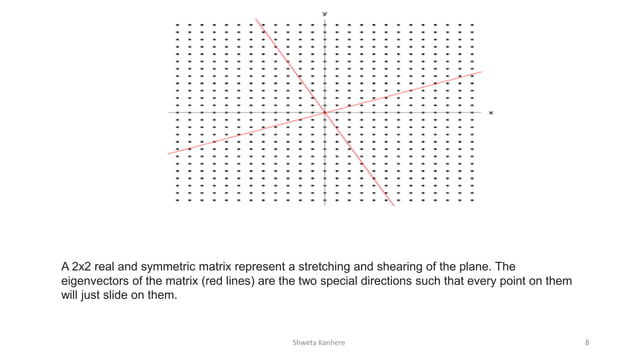 y
x
A 2x2 real and symmetric matrix represent a stretching and shearing of the plane. The
eigenvectors of the matrix (red lines) are the two special directions such that every point on them
will just slide on them.
Shweta Kanhere
8